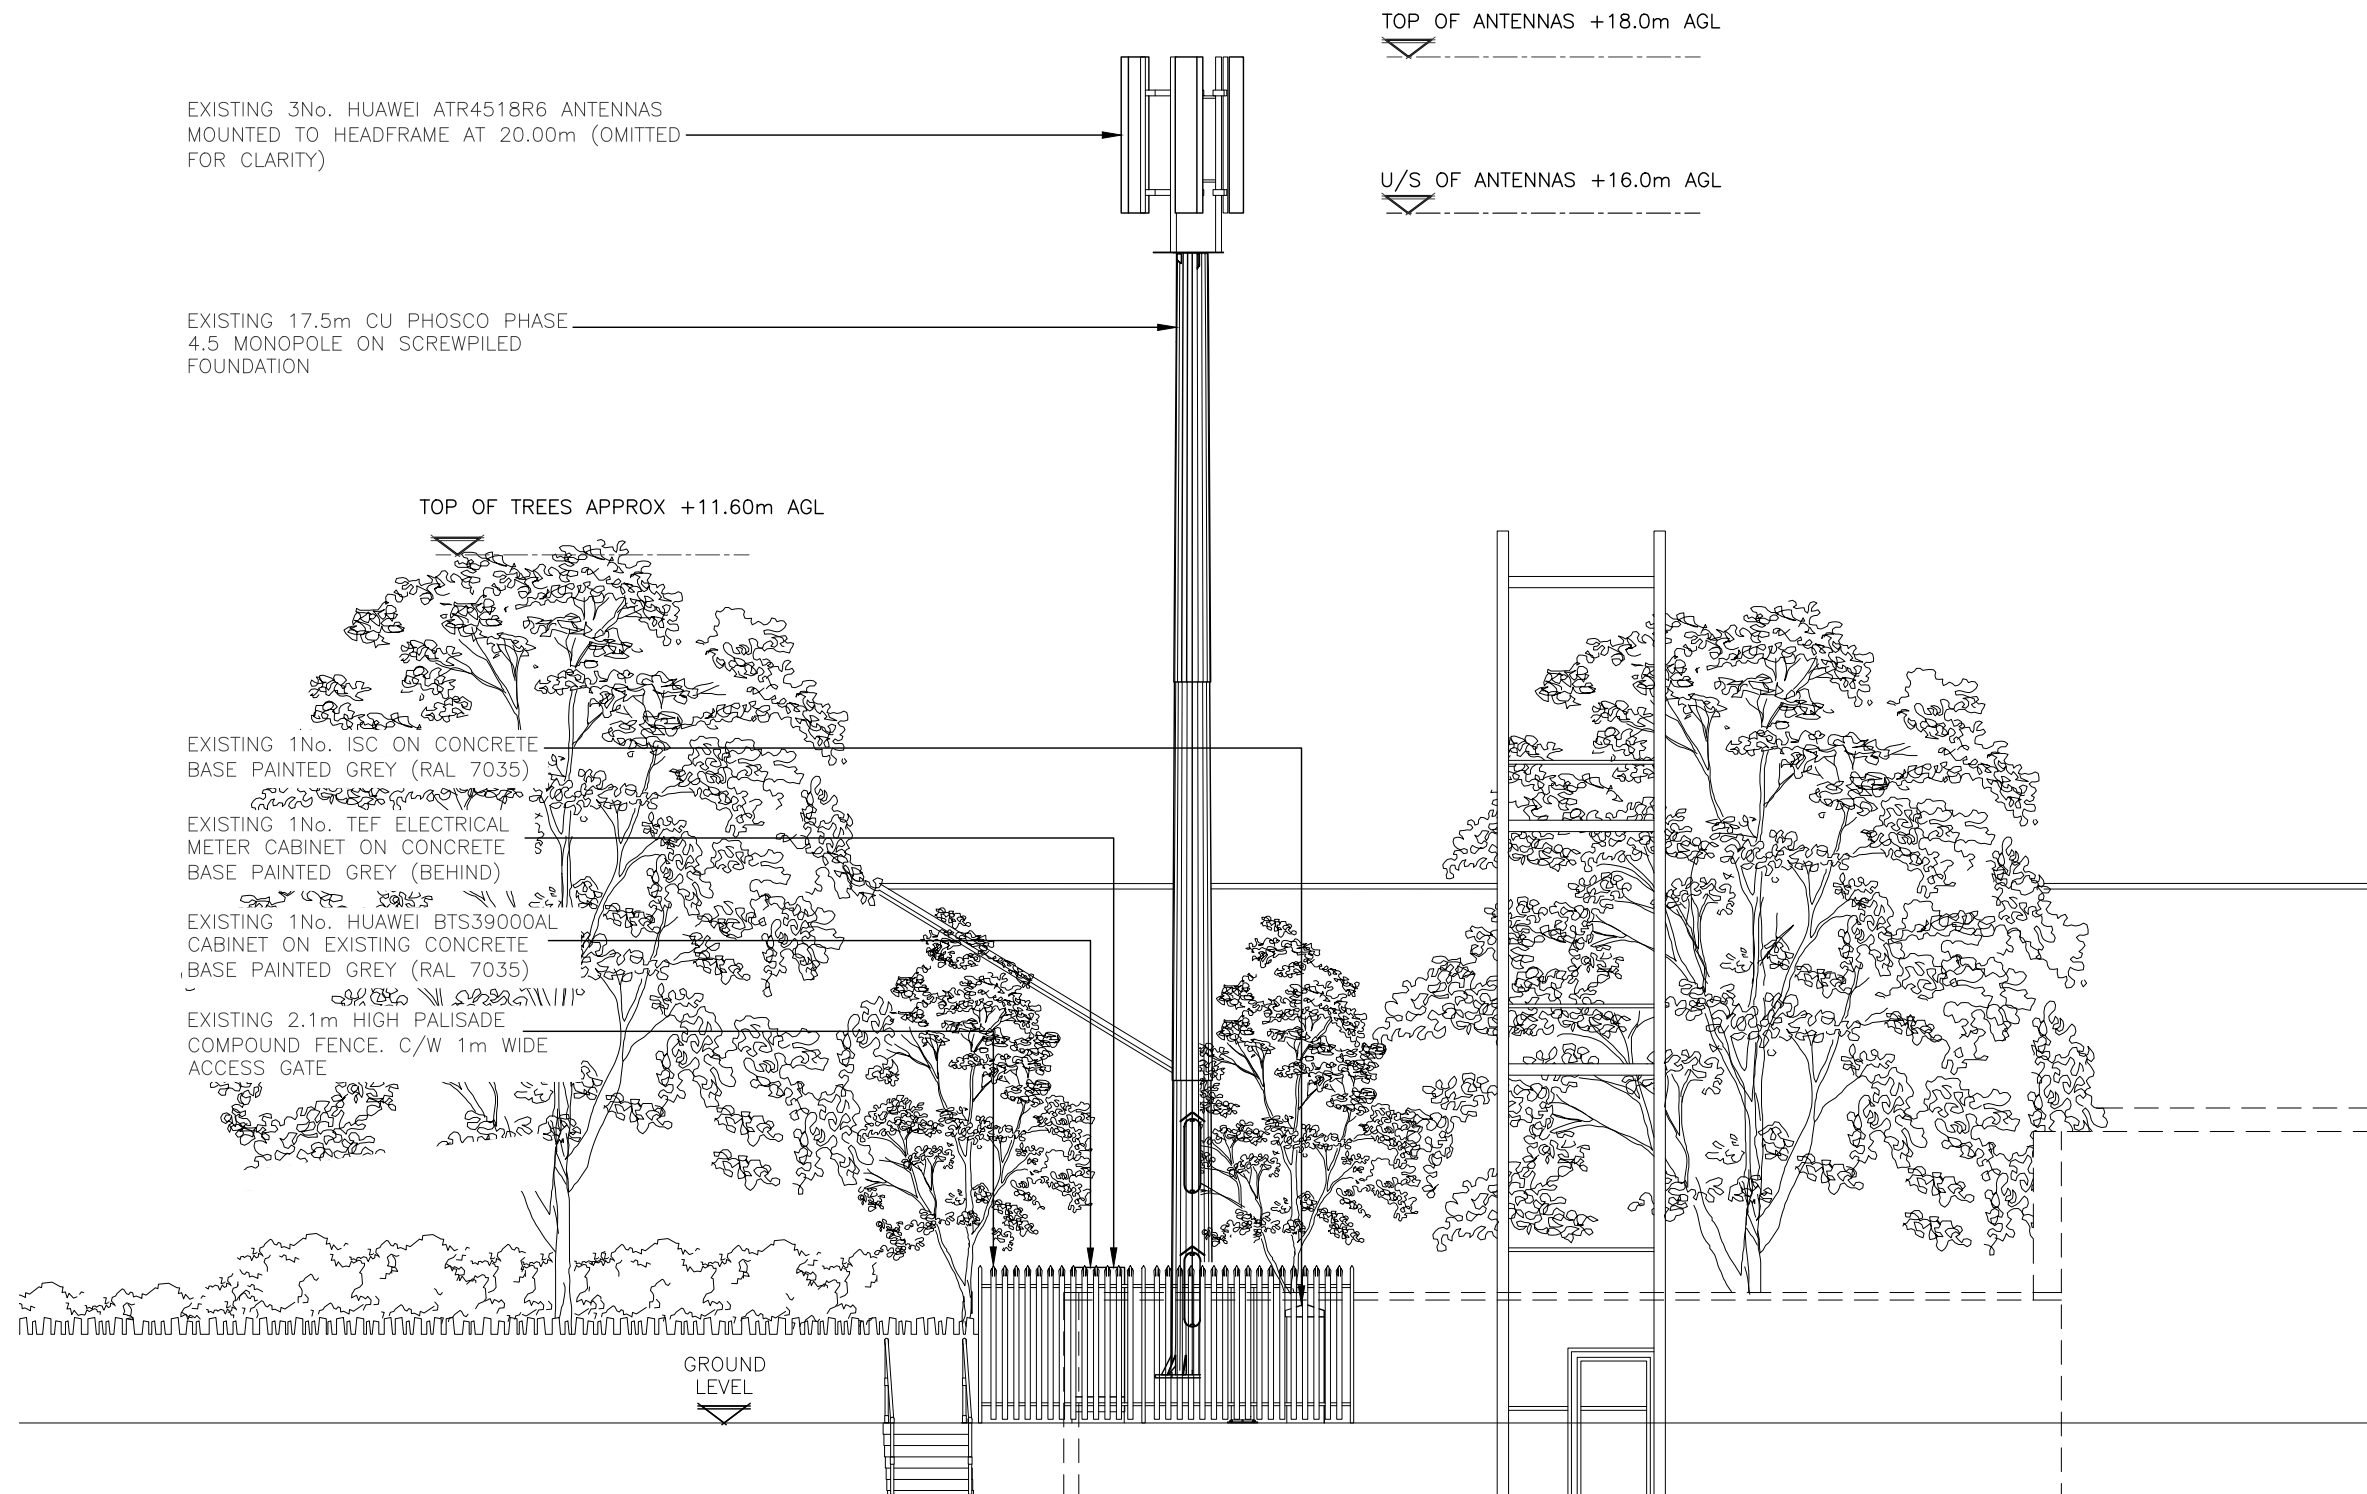 TOP OF ANTENNAS +18.0m AGL
EXISTING 3No. HUAWEI ATR4518R6 ANTENNAS
MOUNTED TO HEADFRAME AT 20.00m (OMITTED
FOR CLARITY)
U/S OF ANTENNAS +16.0m AGL
EXISTING 17.5m CU PHOSCO PHASE
4.5 MONOPOLE ON SCREWPILED
FOUNDATION
TOP OF TREES APPROX +11.60m AGL
EXISTING 1No. ISC ON CONCRETE
BASE PAINTED GREY (RAL 7035)
EXISTING 1No. TEF ELECTRICAL
METER CABINET ON CONCRETE
BASE PAINTED GREY (BEHIND)
EXISTING 1No. HUAWEI BTS39000AL
CABINET ON EXISTING CONCRETE
BASE PAINTED GREY (RAL 7035)
EXISTING 2.1m HIGH PALISADE
COMPOUND FENCE. C/W 1m WIDE
ACCESS GATE
GROUND
LEVEL